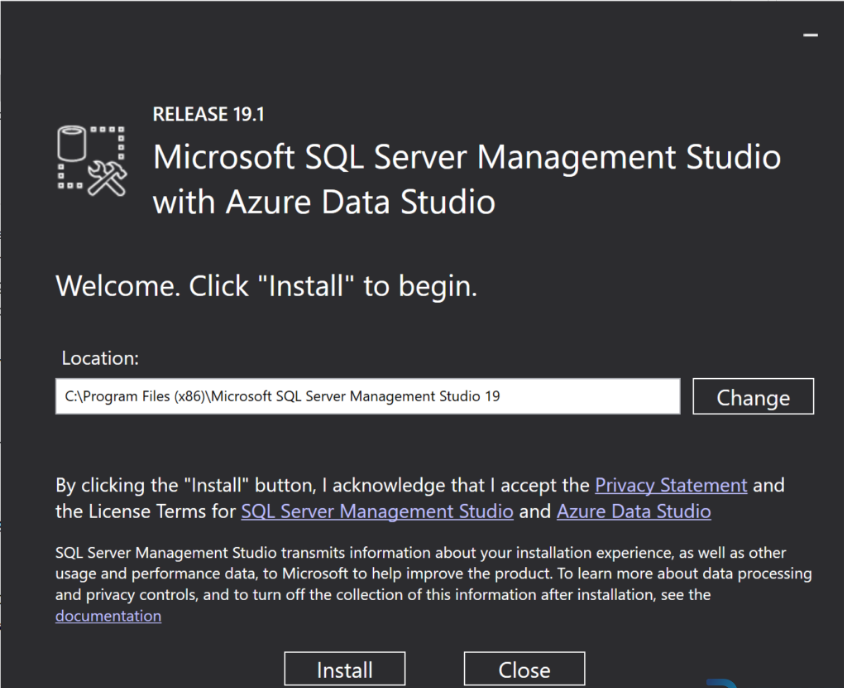 RELEASE 19.1
Microsoft SQL Server Management Studio
with Azure Data Studio
Welcome. Click "Install" to begin.
Location:
C:\Program Files (x86)\Microsoft SQL Server Management Studio 19
Change
By clicking the "Install" button, I acknowledge that I accept the Privacy Statement and
the License Terms for SQL Server Management Studio and Azure Data Studio
SQL Server Management Studio transmits information about your installation experience, as well as other
usage and performance data, to Microsoft to help improve the product. To learn more about data processing
and privacy controls, and to turn off the collection of this information after installation, see the
documentation
Install Close